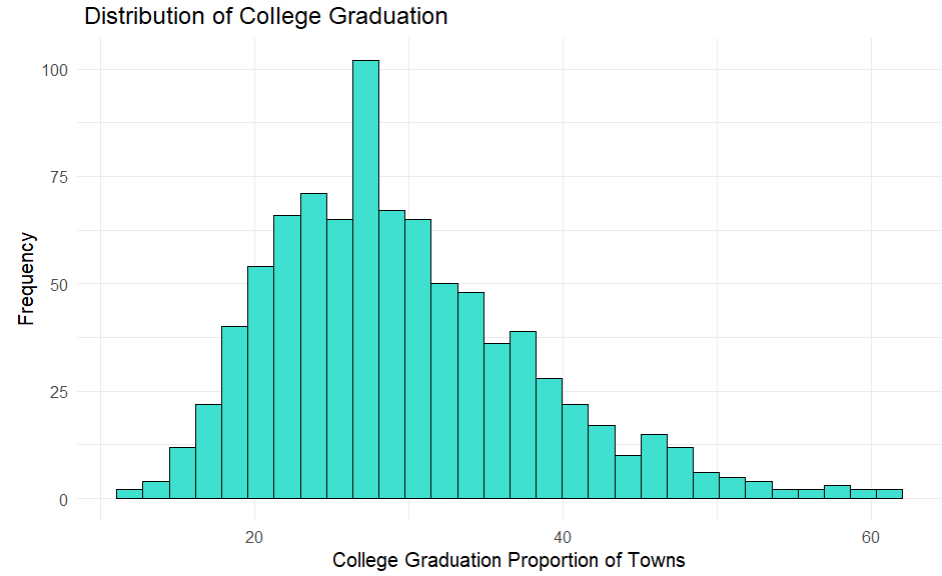 Distribution of College Graduation
100
75
50
25
0
Frequency
20 40 60
College Graduation Proportion of Towns